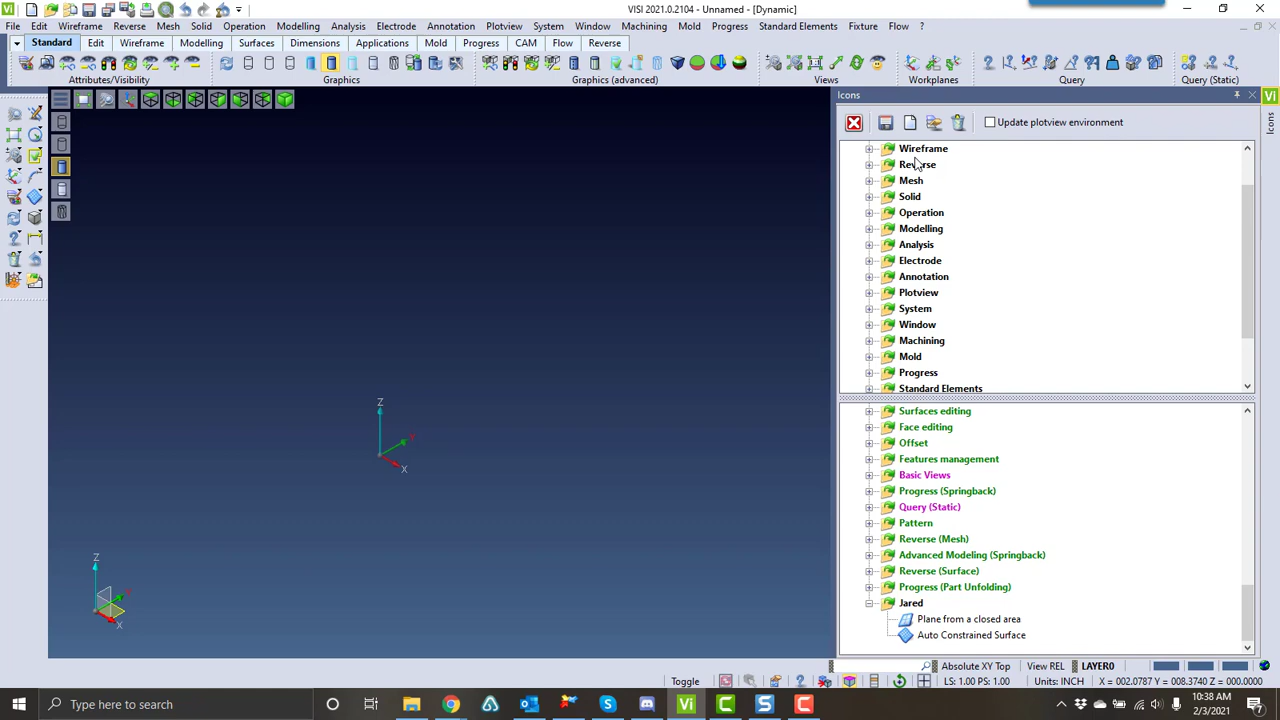 VISI 2021.0.2104 - Unnamed - [Dynamic]
File Edit Wireframe Reverse Mesh Solid Operation Modelling Analysis Electrode Annotation Plotview System Window Machining Mold Progress Standard Elements Fixture Flow
Standard Edit Wireframe Modelling Surfaces Dimensions Applications Mold Progress CAM Flow Reverse
Attributes/Visibility Graphics Graphics (advanced) Views Workplanes Query Query (Static)
Icons
Update plotview environment
Icons
Wireframe
Reverse
Mesh
Solid
Operation
Modelling
Analysis
Electrode
Annotation
Plotview
System
Window
Machining
Mold
Progress
Standard Elements
Surfaces editing
Face editing
Offset
Features management
Basic Views
Progress (Springback)
Query (Static)
Pattern
Reverse (Mesh)
Advanced Modeling (Springback)
Reverse (Surface)
Progress (Part Unfolding)
Jared
Plane from a closed area
Auto Constrained Surface
Z
Y
X
Z
Y
X
Absolute XY Top View REL LAYER0
Toggle LS: 1.00 PS: 1.00 Units: INCH X = 002.0787 Y = 008.3740 Z = 000.0000
Type here to search
10:38 AM
2/3/2021